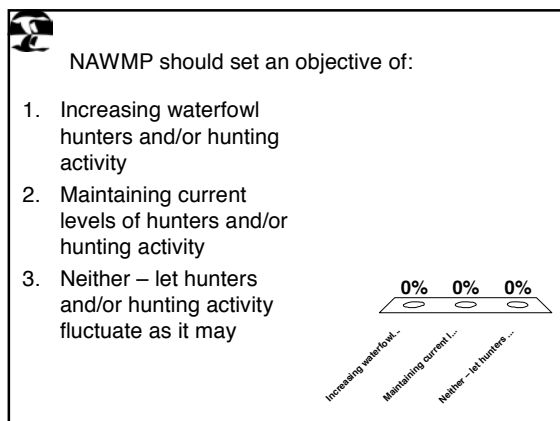 NAWMP should set an objective of:
1. Increasing waterfowl
hunters and/or hunting
activity
2. Maintaining current
levels of hunters and/or
hunting activity
3. Neither – let hunters
and/or hunting activity
fluctuate as it may
0% 0% 0%
Increasing waterfowl...
Maintaining current l...
Neither – let hunters ...